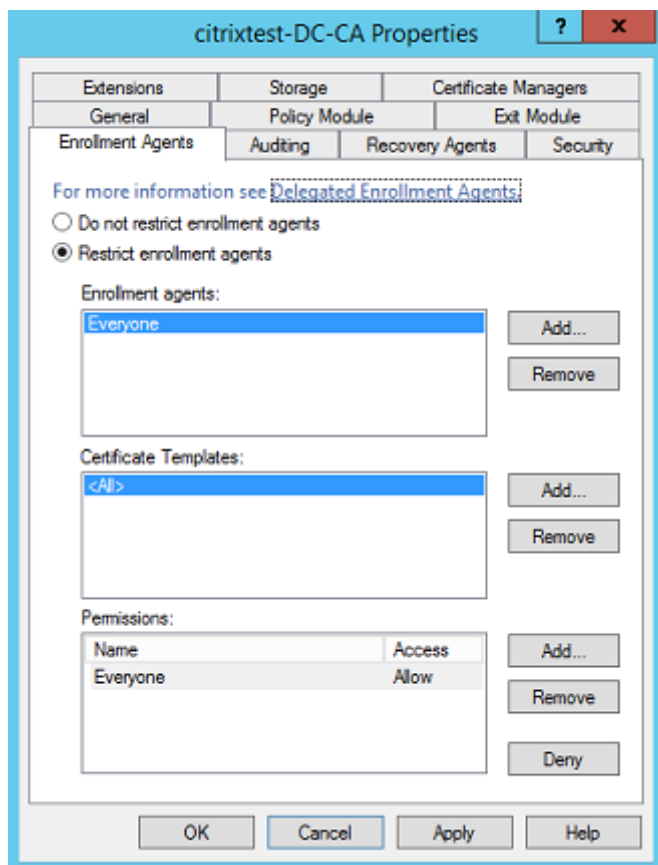 citrixtest-DC-CA Properties
?
x
Extensions
Storage
Certificate Managers
General
Policy Module
Exit Module
Enrollment Agents
Auditing
Recovery Agents
Security
For more information see Delegated Enrollment Agents.
Do not restrict enrollment agents
Restrict enrollment agents
Enrollment agents:
Everyone
Add...
Remove
Certificate Templates:
<All>
Add...
Remove
Permissions:
Name
Access
Everyone
Allow
Add...
Remove
Deny
OK
Cancel
Apply
Help